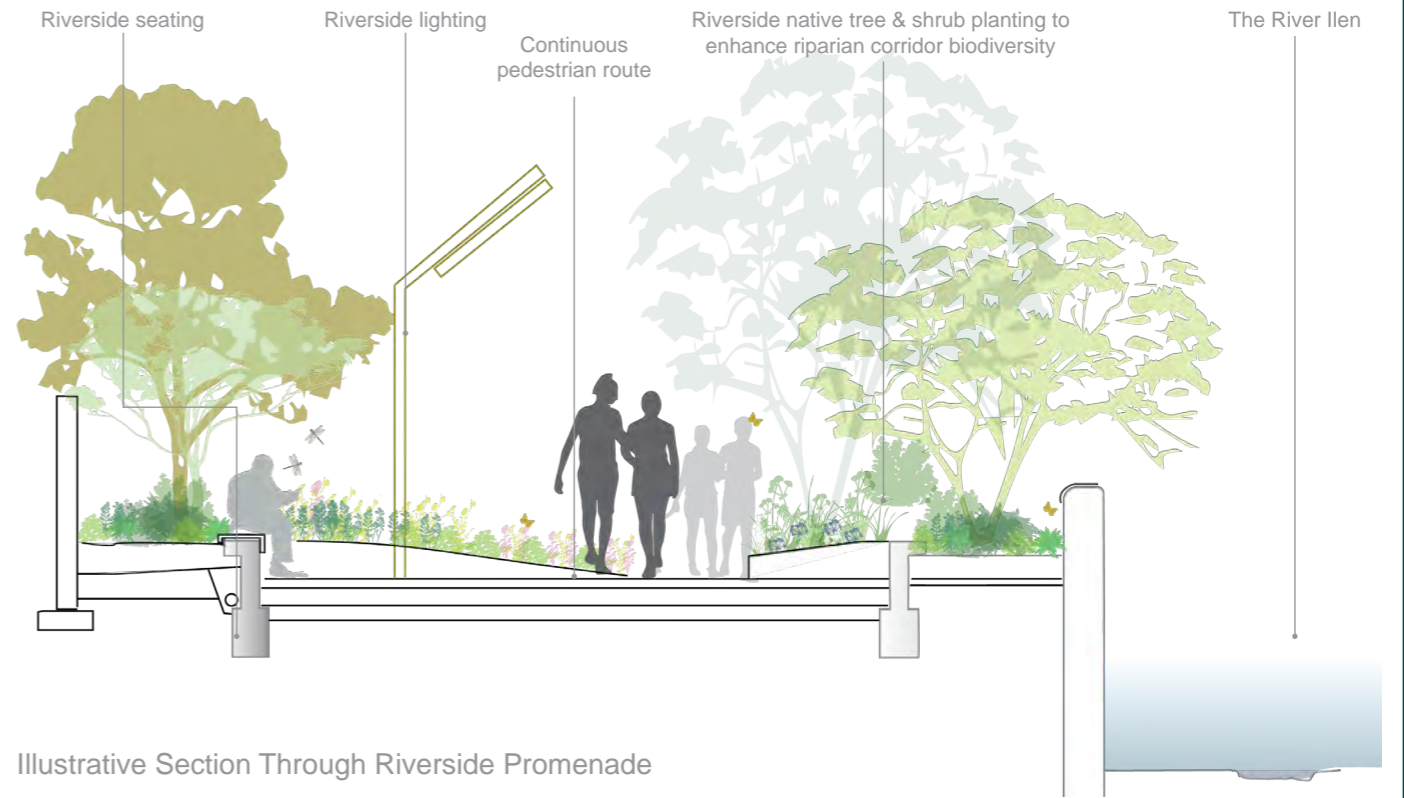 Riverside seating
Riverside lighting
Continuous
pedestrian route
Riverside native tree & shrub planting to
enhance riparian corridor biodiversity
The River Ilen
Illustrative Section Through Riverside Promenade